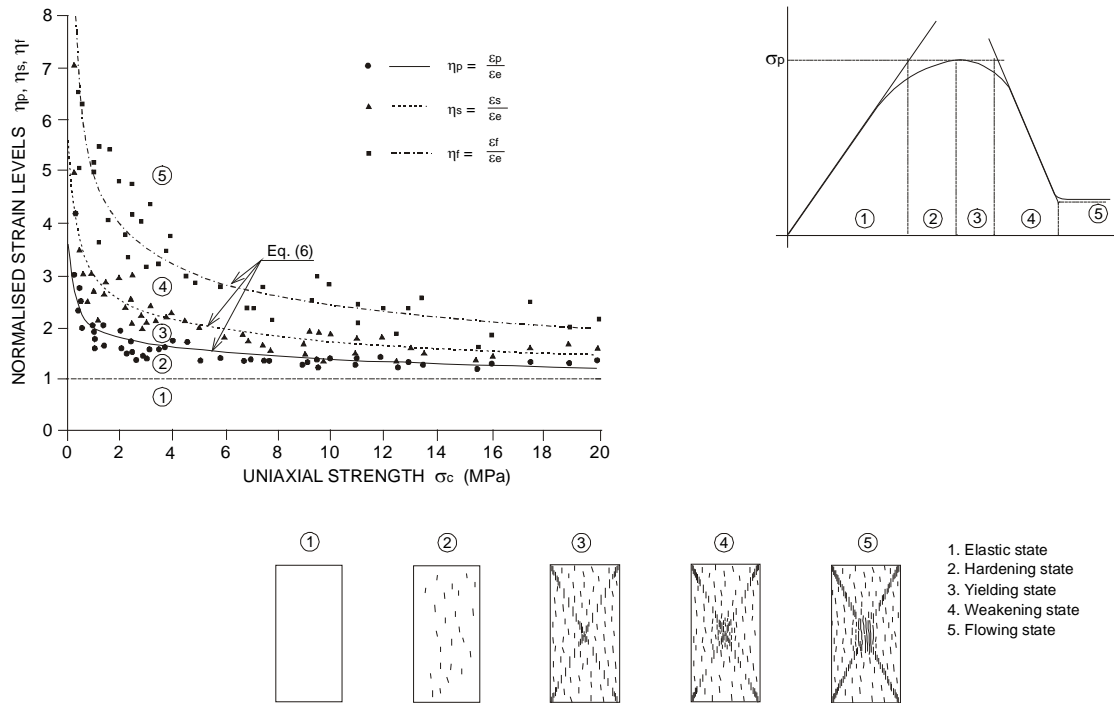 NORMALISED STRAIN LEVELS ηp, ηs, ηf
8
7
6
5
4
3
2
1
0
0 2 4 6 8 10 12 14 16 18 20
UNIAXIAL STRENGTH σc (MPa)
ηp = εp/εe
ηs = εs/εe
ηf = εf/εe
Eq. (6)
⑤
④
③
②
①
σp
① ② ③ ④ ⑤
① ② ③ ④ ⑤
1. Elastic state
2. Hardening state
3. Yielding state
4. Weakening state
5. Flowing state